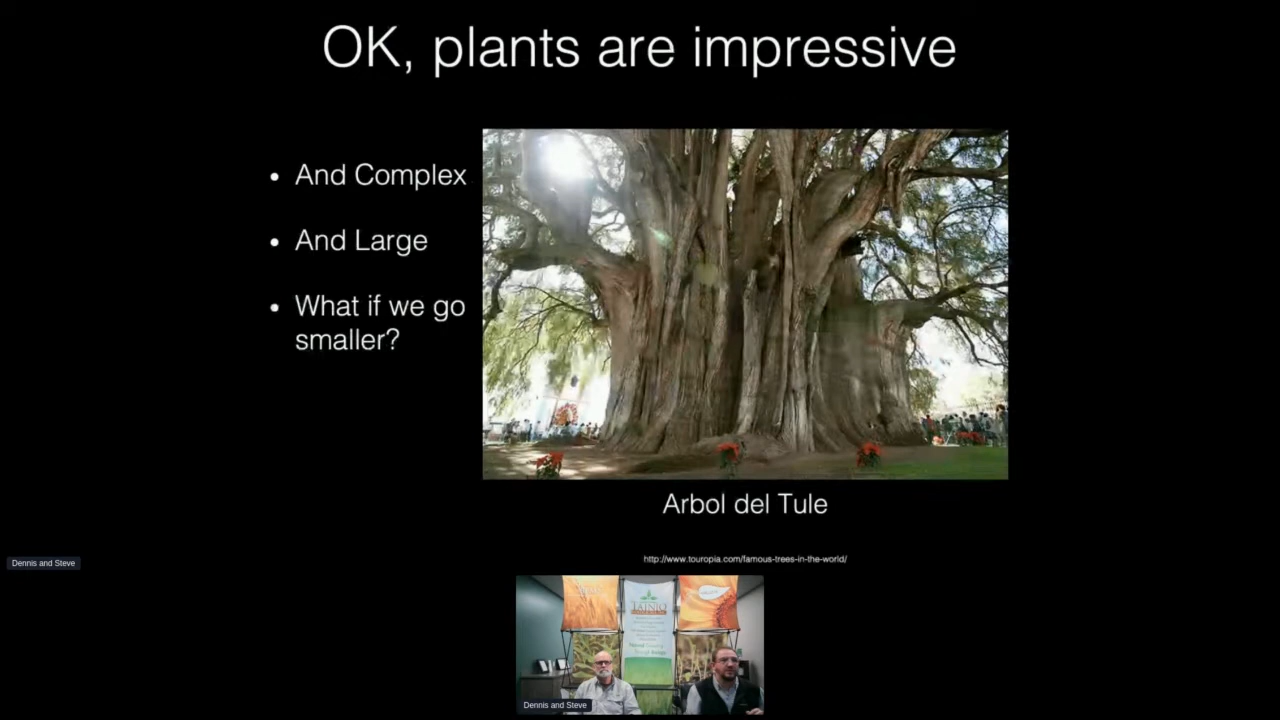 OK, plants are impressive
• And Complex
• And Large
• What if we go
smaller?
Arbol del Tule
http://www.touropia.com/famous-trees-in-the-world/
Dennis and Steve
TAINIO
Dennis and Steve